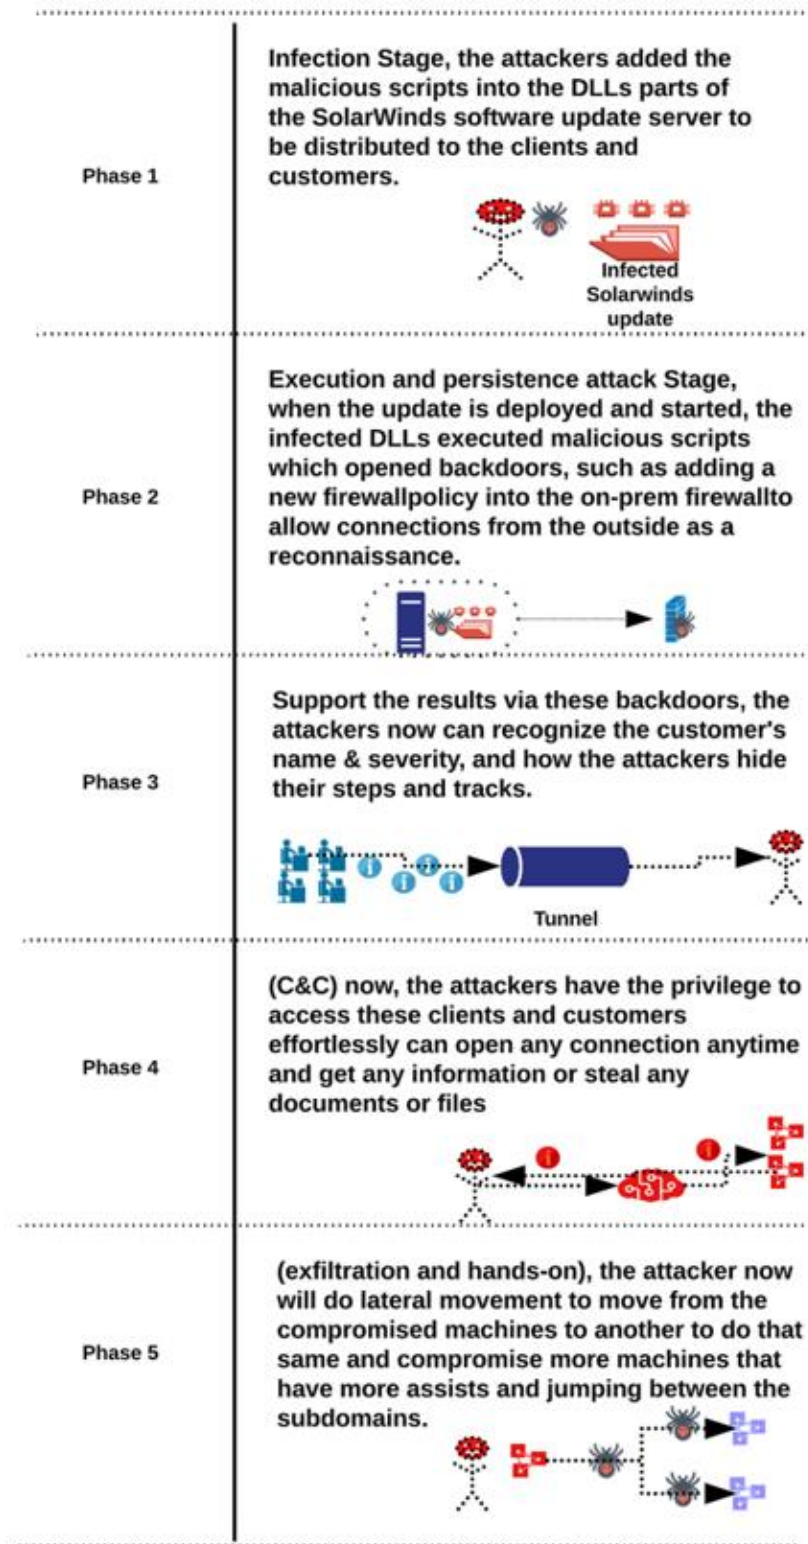 Phase 1
Infection Stage, the attackers added the
malicious scripts into the DLLs parts of
the SolarWinds software update server to
be distributed to the clients and
customers.
Infected
Solarwinds
update
Phase 2
Execution and persistence attack Stage,
when the update is deployed and started, the
infected DLLs executed malicious scripts
which opened backdoors, such as adding a
new firewallpolicy into the on-prem firewallto
allow connections from the outside as a
reconnaissance.
Phase 3
Support the results via these backdoors, the
attackers now can recognize the customer's
name & severity, and how the attackers hide
their steps and tracks.
Tunnel
Phase 4
(C&C) now, the attackers have the privilege to
access these clients and customers
effortlessly can open any connection anytime
and get any information or steal any
documents or files
Phase 5
(exfiltration and hands-on), the attacker now
will do lateral movement to move from the
compromised machines to another to do that
same and compromise more machines that
have more assists and jumping between the
subdomains.